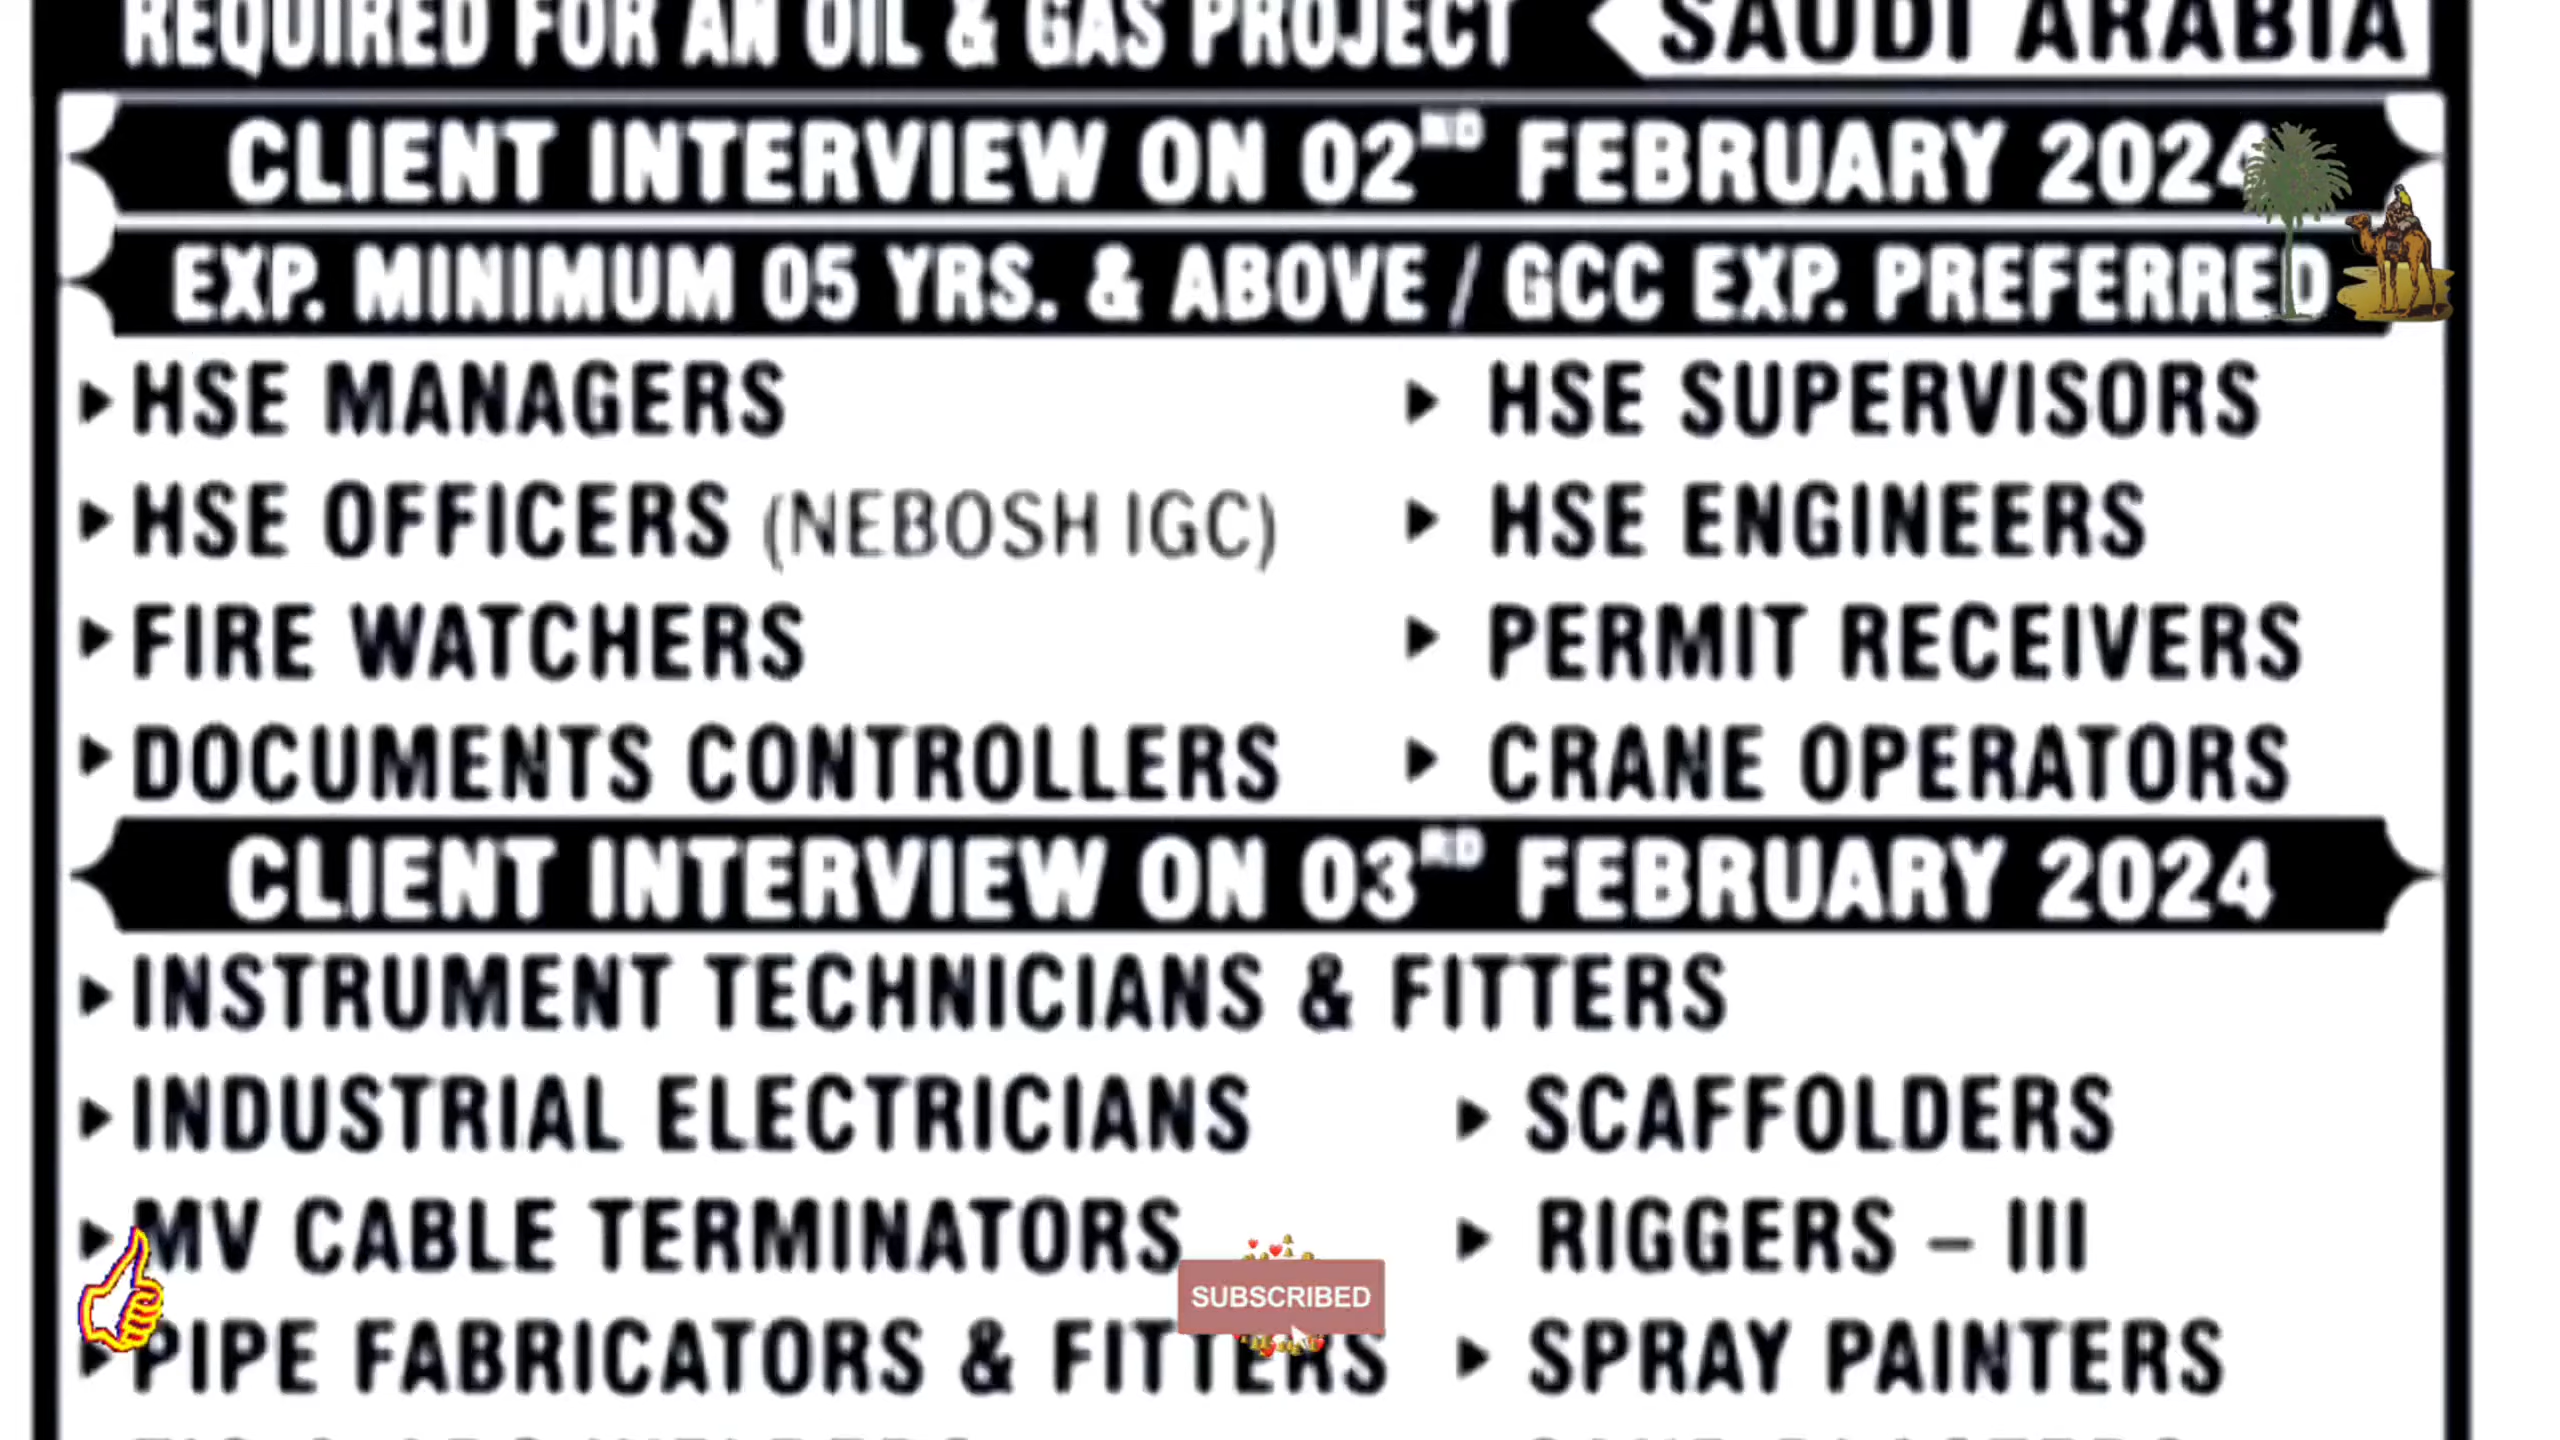 REQUIRED FOR AN OIL & GAS PROJECT SAUDI ARABIA
CLIENT INTERVIEW ON 02ND FEBRUARY 2024
EXP. MINIMUM 05 YRS. & ABOVE / GCC EXP. PREFERRED
HSE MANAGERS
HSE SUPERVISORS
HSE OFFICERS (NEBOSH IGC)
HSE ENGINEERS
FIRE WATCHERS
PERMIT RECEIVERS
DOCUMENTS CONTROLLERS
CRANE OPERATORS
CLIENT INTERVIEW ON 03RD FEBRUARY 2024
INSTRUMENT TECHNICIANS & FITTERS
INDUSTRIAL ELECTRICIANS
SCAFFOLDERS
MV CABLE TERMINATORS
RIGGERS – III
SUBSCRIBED
PIPE FABRICATORS & FITTERS
SPRAY PAINTERS